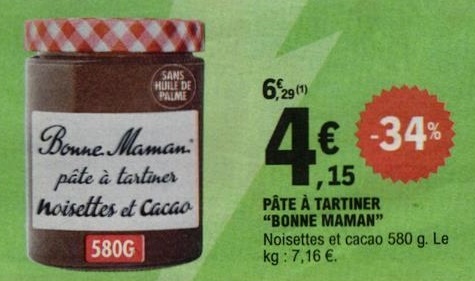 SANS
HUILE DE
PALME
Bonne Maman
pâte à tartiner
noisettes et Cacao
580G
6€,29(1)
4€,15
-34%
PÂTE À TARTINER
"BONNE MAMAN"
Noisettes et cacao 580 g. Le
kg : 7,16 €.